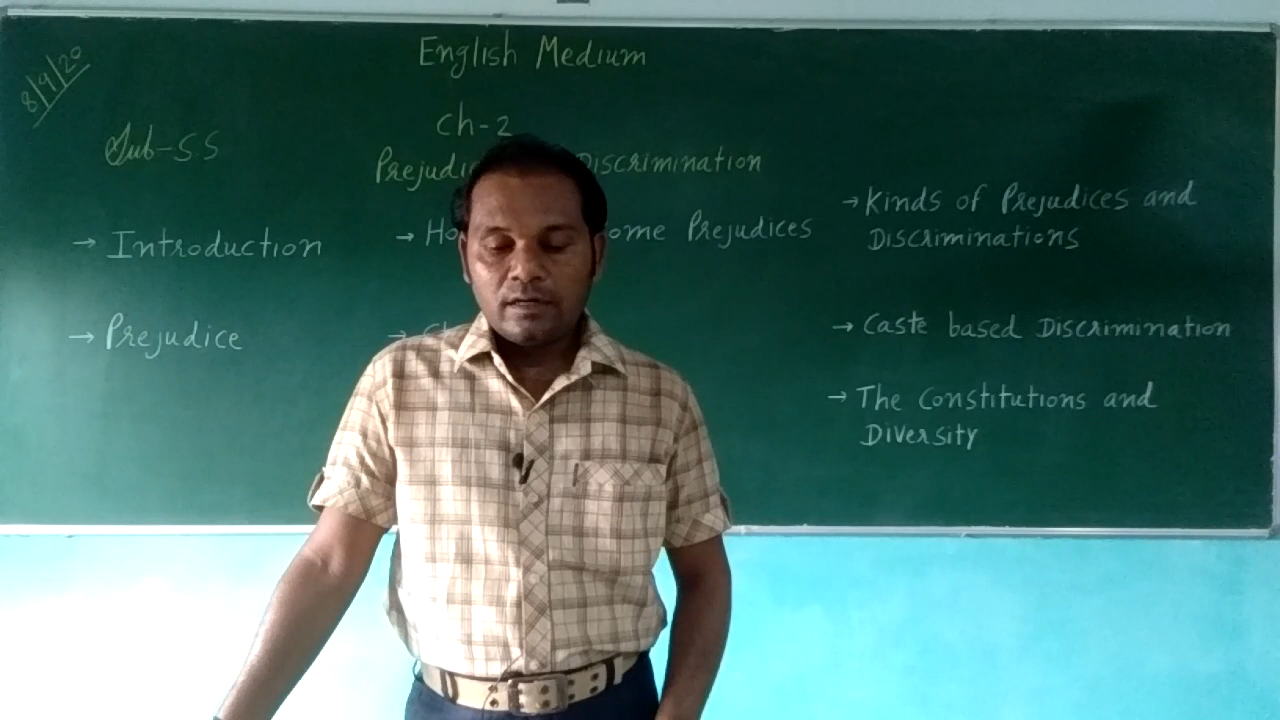 8/9/20
English Medium
Ch-2
Sub-SS
Discrimination
→ Introduction
→ Prejudices
→ Kinds of Prejudices and
Discriminations
→ Prejudice
→
→ Caste based Discrimination
→ The Constitutions and
Diversity